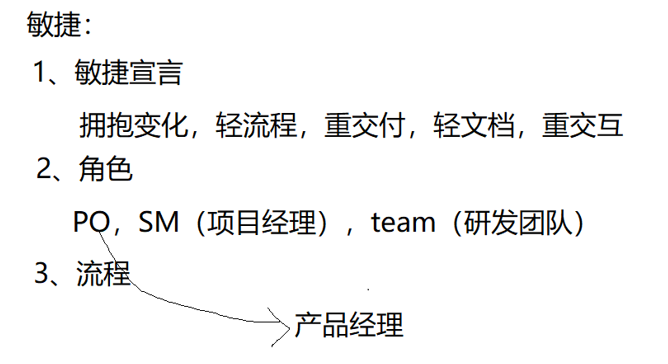 敏捷：
1、敏捷宣言
拥抱变化，轻流程，重交付，轻文档，重交互
2、角色
PO，SM（项目经理），team（研发团队）
3、流程
产品经理